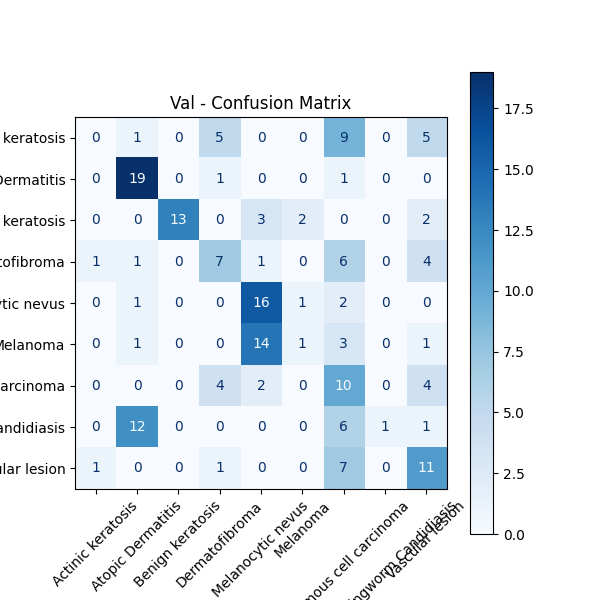 Val - Confusion Matrix
keratosis 0 1 0 5 0 0 9 0 5
Dermatitis 0 19 0 1 0 0 1 0 0
keratosis 0 0 13 0 3 2 0 0 2
tofibroma 1 1 0 7 1 0 6 0 4
tic nevus 0 1 0 0 16 1 2 0 0
Melanoma 0 1 0 0 14 1 3 0 1
arcinoma 0 0 0 4 2 0 10 0 4
andidiasis 0 12 0 0 0 0 6 1 1
lar lesion 1 0 0 1 0 0 7 0 11
Actinic keratosis
Atopic Dermatitis
Benign keratosis
Dermatofibroma
Melanocytic nevus
Melanoma
mous cell carcinoma
ngworm Candidiasis
Vascular lesion
17.5
15.0
12.5
10.0
7.5
5.0
2.5
0.0